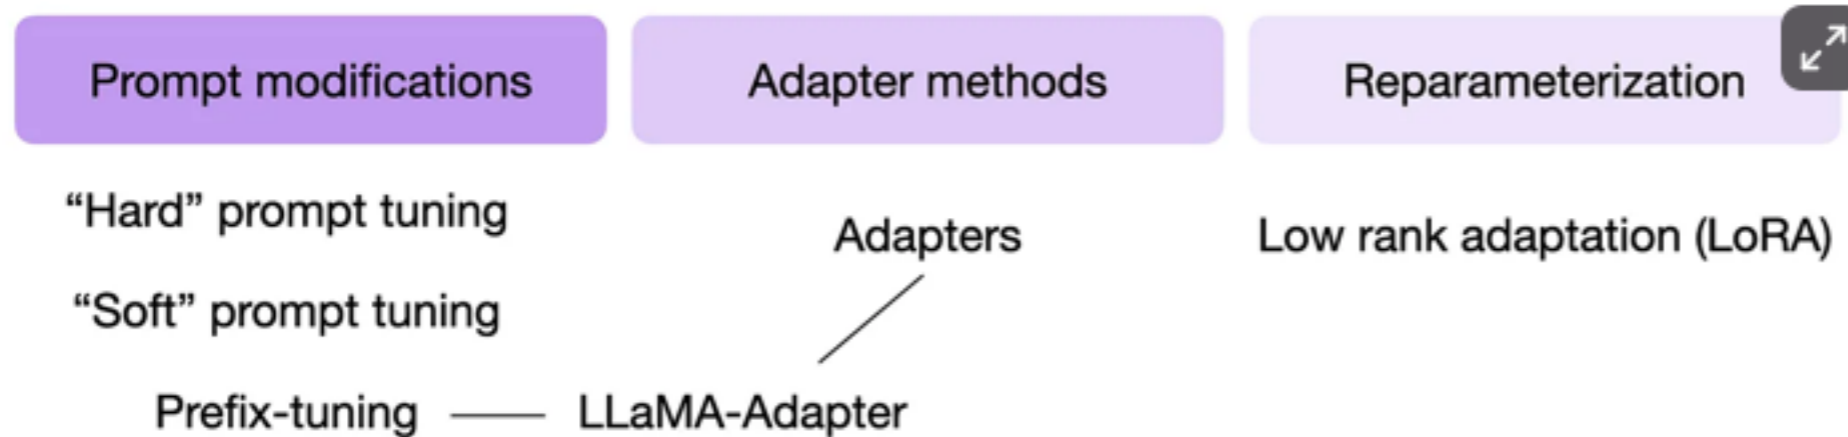 Prompt modifications
Adapter methods
Reparameterization
“Hard” prompt tuning
“Soft” prompt tuning
Prefix-tuning
Adapters
LLaMA-Adapter
Low rank adaptation (LoRA)